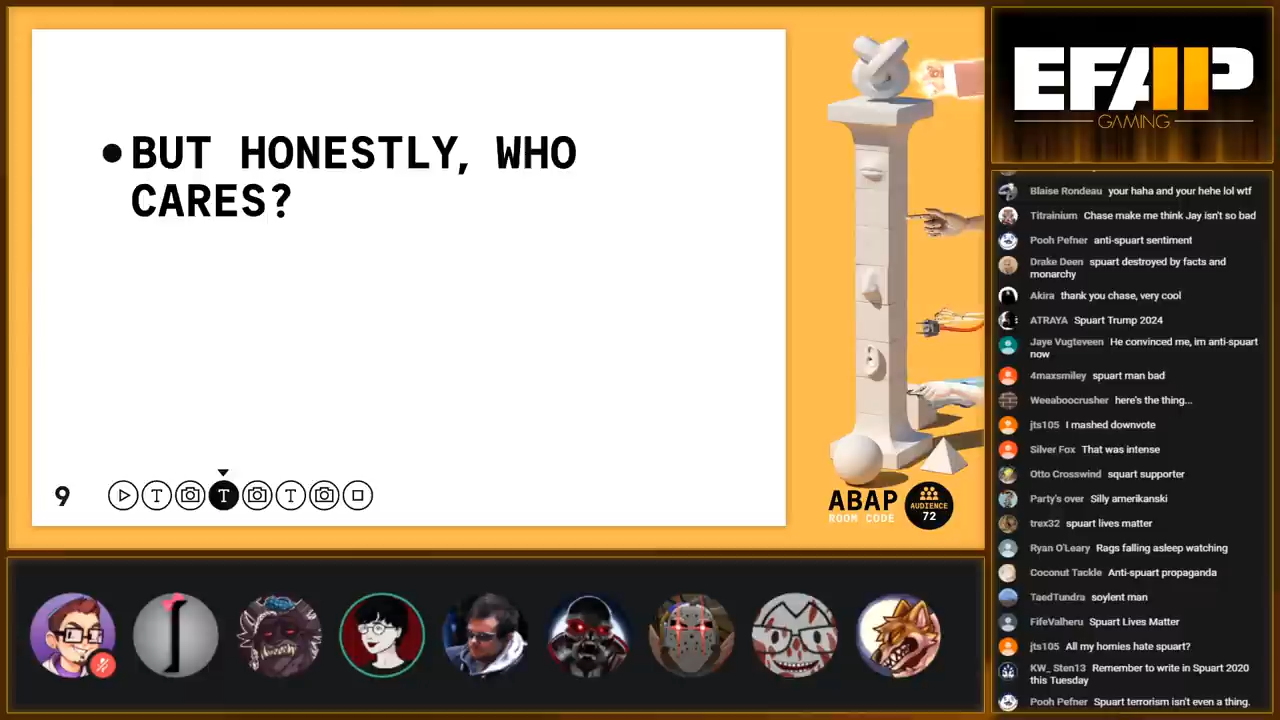 •BUT HONESTLY, WHO
CARES?
9
T
T
T
ABAP
ROOM CODE
AUDIENCE
72
EFAP
GAMING
Blaise Rondeau your haha and your hehe lol wtf
Titrainium Chase make me think Jay isn't so bad
Pooh Pefner anti-spuart sentiment
Drake Deen spuart destroyed by facts and
monarchy
Akira thank you chase, very cool
ATRAYA Spuart Trump 2024
Jaye Vugteveen He convinced me, im anti-spuart
now
4maxsmiley spuart man bad
Weeaboocrusher here's the thing...
jts105 I mashed downvote
Silver Fox That was intense
Otto Crosswind squart supporter
Party's over Silly amerikanski
trex32 spuart lives matter
Ryan O'Leary Rags falling asleep watching
Coconut Tackle Anti-spuart propaganda
TaedTundra soylent man
FifeValheru Spuart Lives Matter
jts105 All my homies hate spuart?
KW_ Sten13 Remember to write in Spuart 2020
this Tuesday
Pooh Pefner Spuart terrorism isn't even a thing.